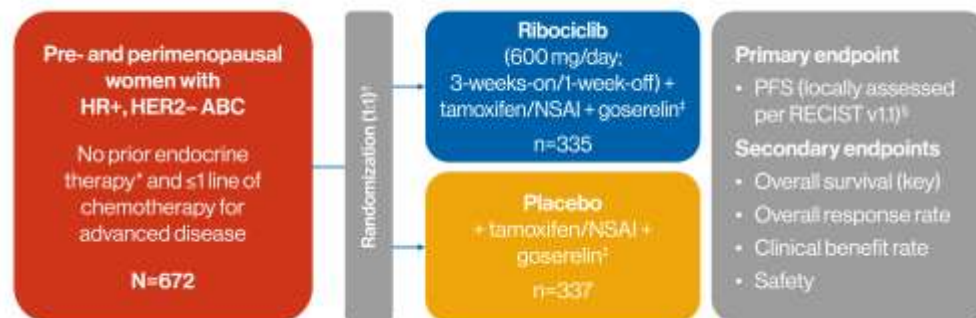 Pre- and perimenopausal
women with
HR+, HER2– ABC
No prior endocrine
therapy* and ≤1 line of
chemotherapy for
advanced disease
N=672
Randomization (1:1)†
Ribociclib
(600 mg/day;
3-weeks-on/1-week-off) +
tamoxifen/NSAI + goserelin‡
n=335
Placebo
+ tamoxifen/NSAI +
goserelin‡
n=337
Primary endpoint
• PFS (locally assessed
per RECIST v1.1)§
Secondary endpoints
• Overall survival (key)
• Overall response rate
• Clinical benefit rate
• Safety